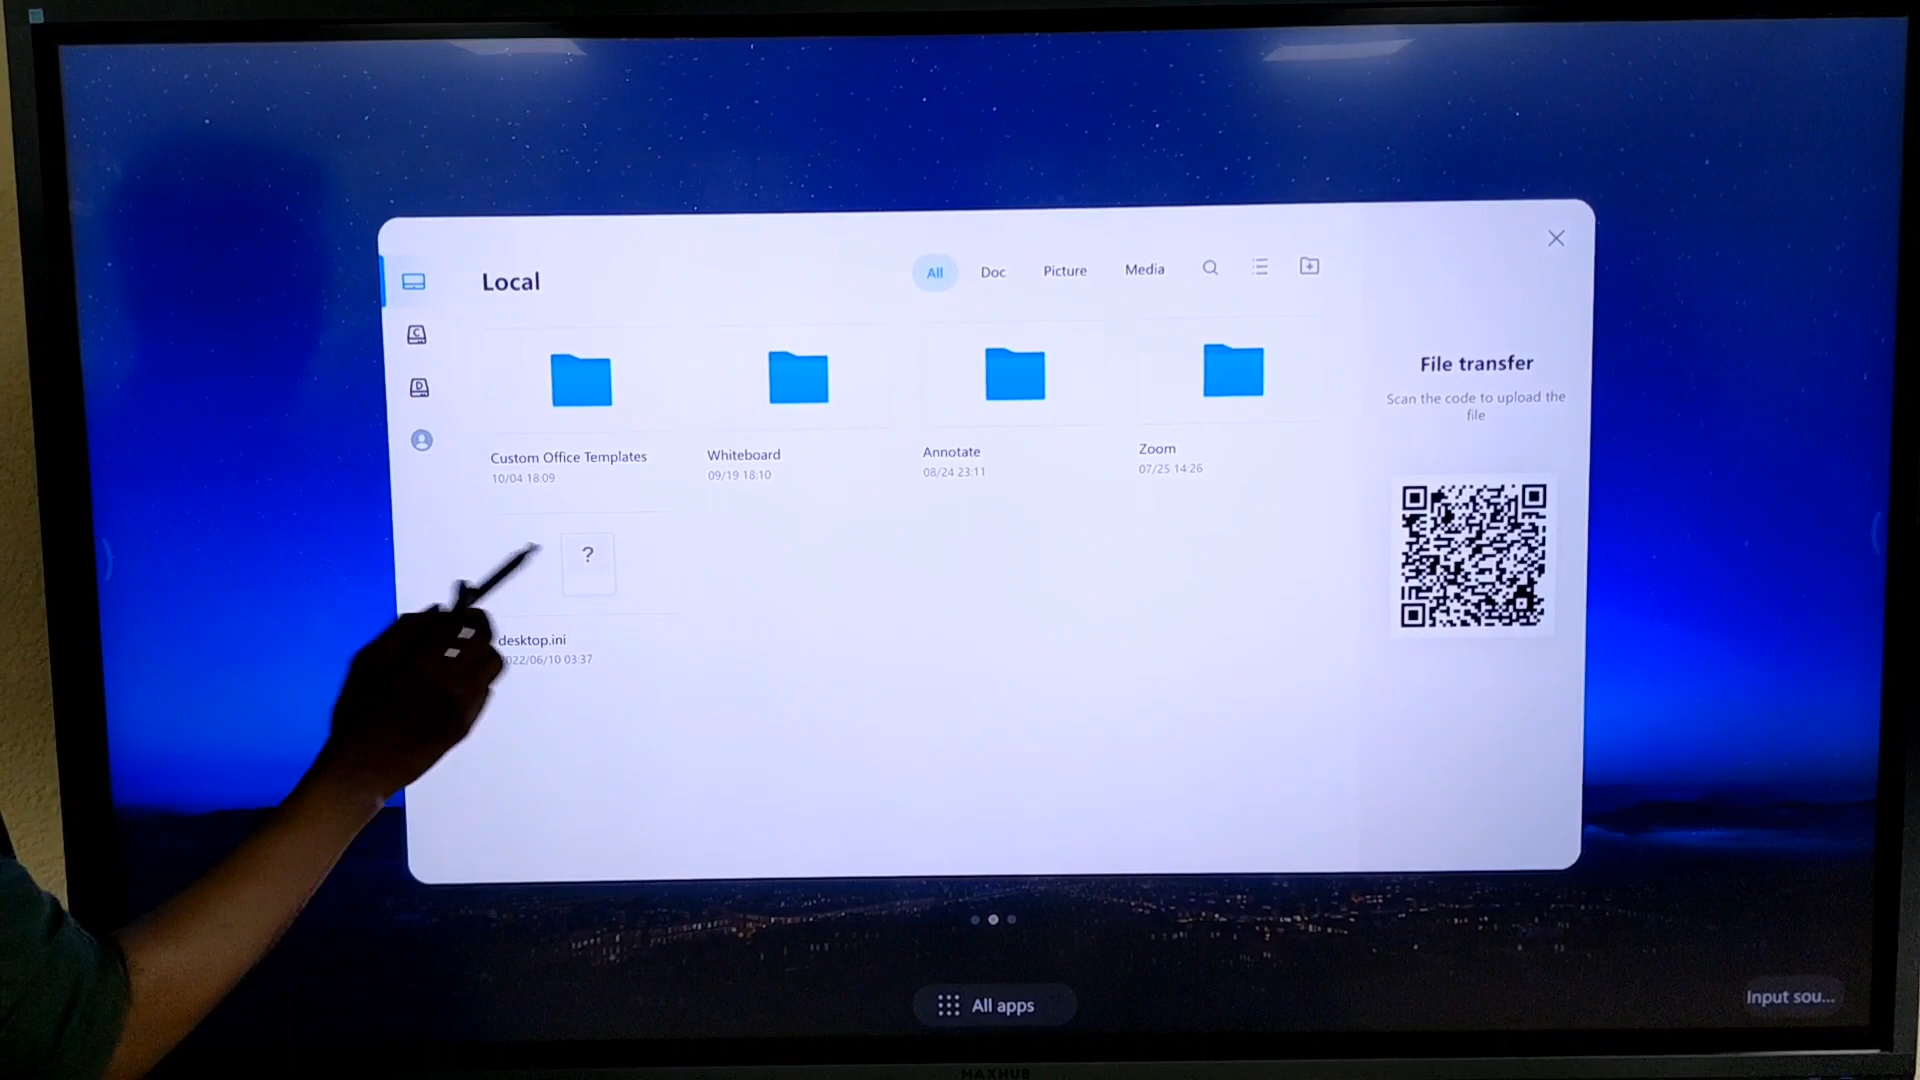 Local
All
Doc
Picture
Media
File transfer
Scan the code to upload the
file
C
D
Custom Office Templates
10/04 18:09
Whiteboard
09/19 18:10
Annotate
08/24 23:11
Zoom
07/25 14:26
?
desktop.ini
022/06/10 03:37
All apps
Input sou...
MAXHUB